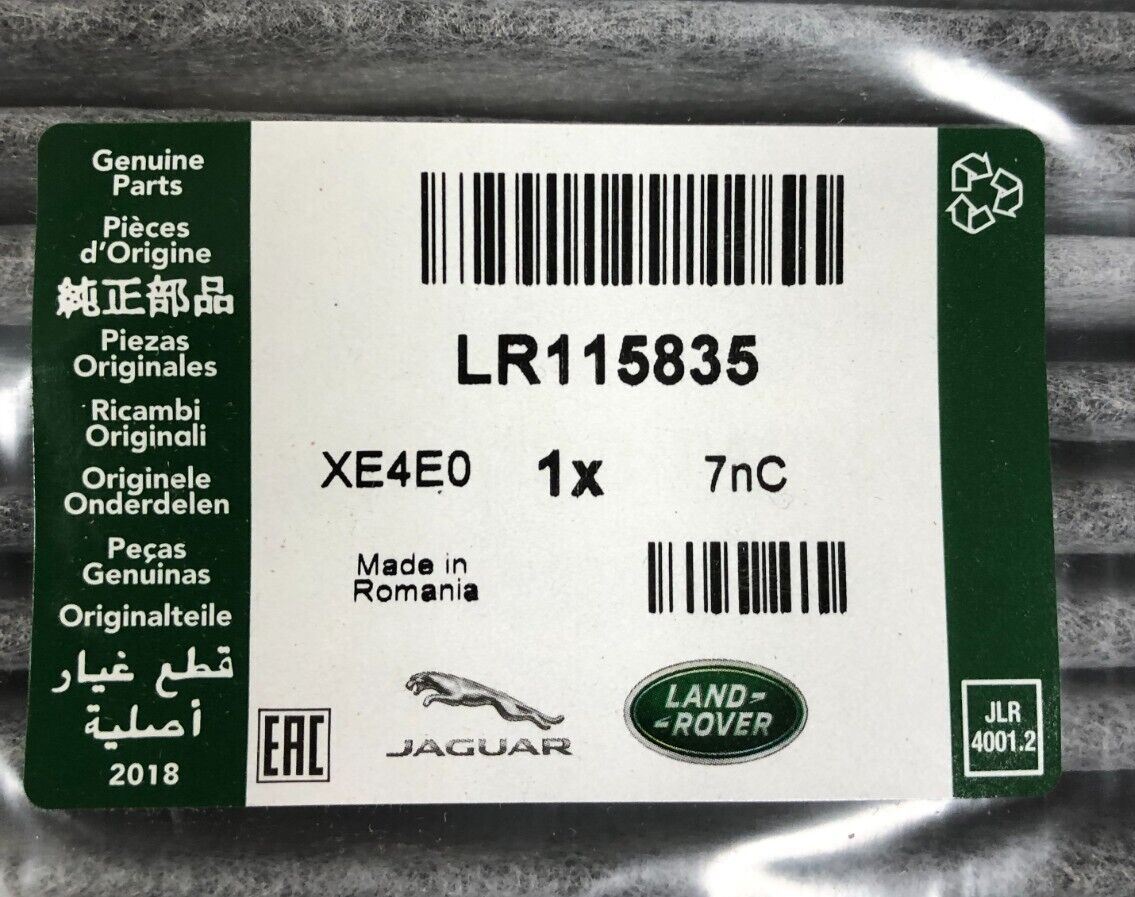 Genuine
Parts
Pièces
d'Origine
純正部品
Piezas
Originales
Ricambi
Originali
Originele
Onderdelen
Peças
Genuinas
Originalteile
قطع غيار
أصلية
2018
LR115835
XE4E0 1x 7nC
Made in
Romania
EAC
JAGUAR
LAND-
-ROVER
JLR
4001.2